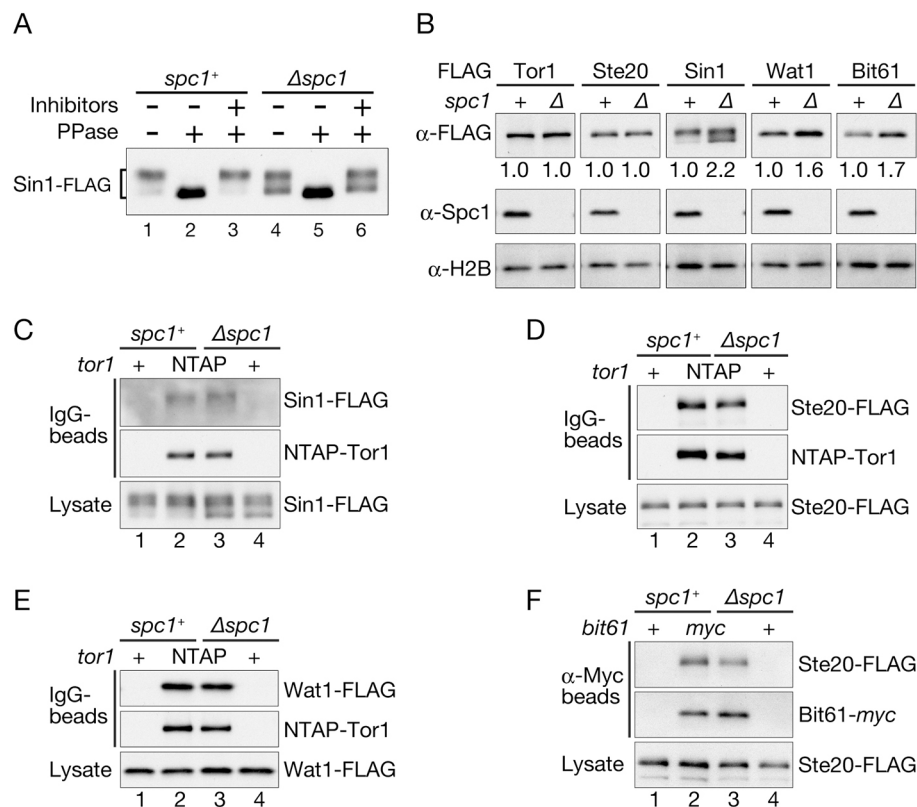 A
spc1+ Δspc1
Inhibitors – – + – – +
PPase – + + – + +
Sin1-FLAG
1 2 3 4 5 6
B
FLAG Tor1 Ste20 Sin1 Wat1 Bit61
spc1 + Δ + Δ + Δ + Δ + Δ
α-FLAG
1.0 1.0 1.0 1.0 1.0 2.2 1.0 1.6 1.0 1.7
α-Spc1
α-H2B
C
spc1+ Δspc1
tor1 + NTAP +
IgG-
beads
Sin1-FLAG
NTAP-Tor1
Lysate Sin1-FLAG
1 2 3 4
D
spc1+ Δspc1
tor1 + NTAP +
IgG-
beads
Ste20-FLAG
NTAP-Tor1
Lysate Ste20-FLAG
1 2 3 4
E
spc1+ Δspc1
tor1 + NTAP +
IgG-
beads
Wat1-FLAG
NTAP-Tor1
Lysate Wat1-FLAG
1 2 3 4
F
spc1+ Δspc1
bit61 + myc +
α-Myc
beads
Ste20-FLAG
Bit61-myc
Lysate Ste20-FLAG
1 2 3 4